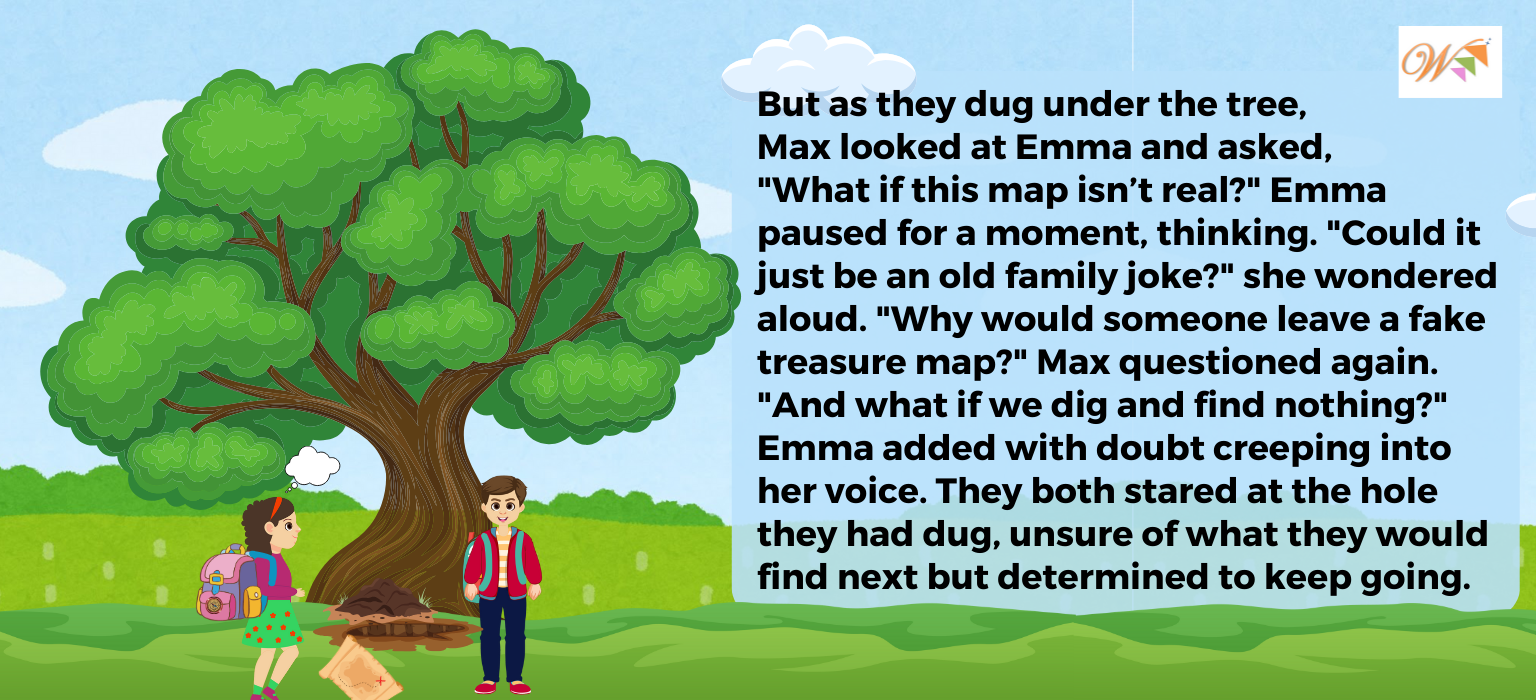 W
But as they dug under the tree,
Max looked at Emma and asked,
"What if this map isn’t real?" Emma
paused for a moment, thinking. "Could it
just be an old family joke?" she wondered
aloud. "Why would someone leave a fake
treasure map?" Max questioned again.
"And what if we dig and find nothing?"
Emma added with doubt creeping into
her voice. They both stared at the hole
they had dug, unsure of what they would
find next but determined to keep going.